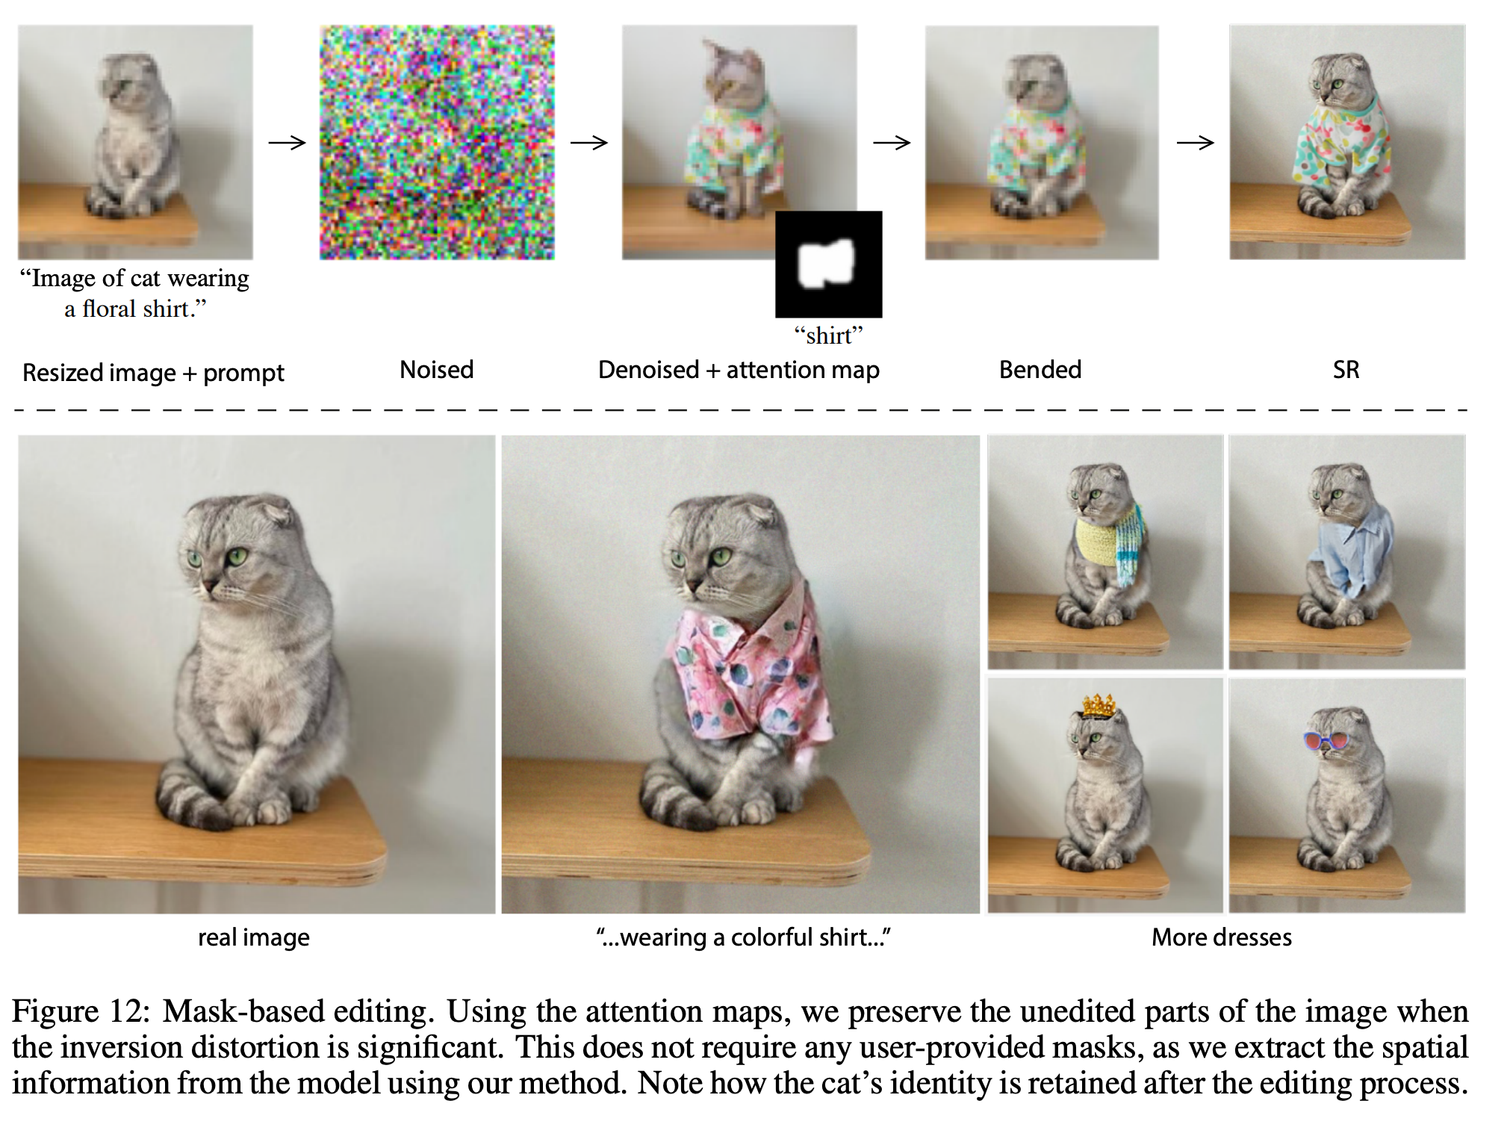 “Image of cat wearing
a floral shirt.”
“shirt”
Resized image + prompt
Noised
Denoised + attention map
Bended
SR
real image
“...wearing a colorful shirt...”
More dresses
Figure 12: Mask-based editing. Using the attention maps, we preserve the unedited parts of the image when
the inversion distortion is significant. This does not require any user-provided masks, as we extract the spatial
information from the model using our method. Note how the cat’s identity is retained after the editing process.